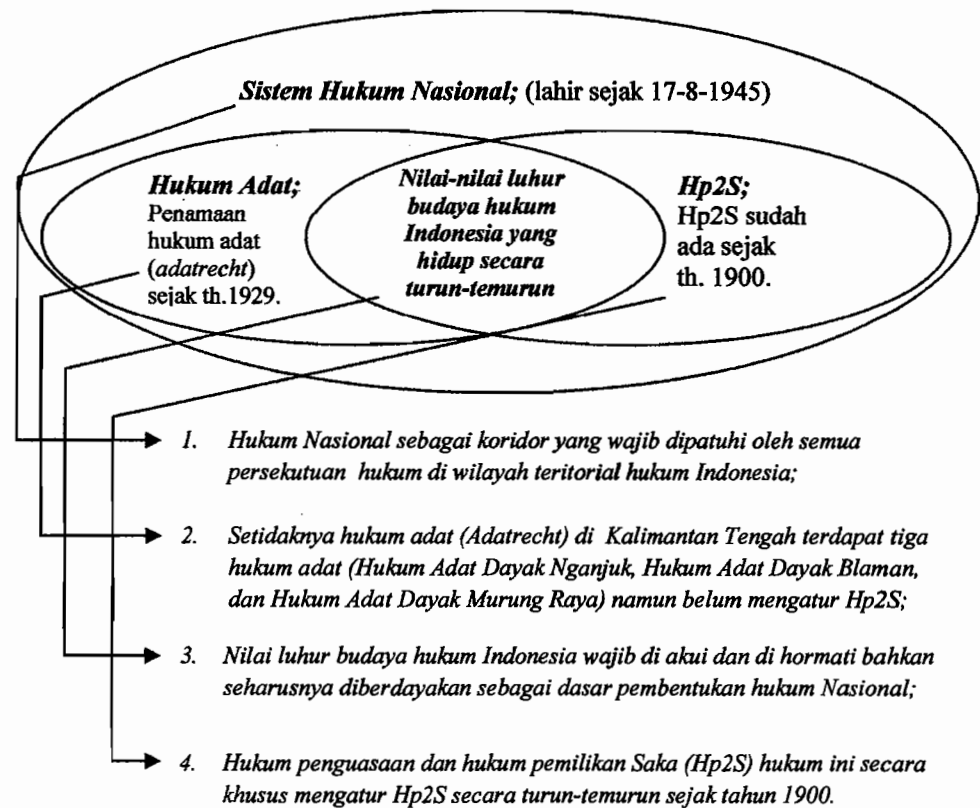 Sistem Hukum Nasional; (lahir sejak 17-8-1945)
Hukum Adat;
Penamaan
hukum adat
(adatrecht)
sejak th.1929.
Nilai-nilai luhur
budaya hukum
Indonesia yang
hidup secara
turun-temurun
Hp2S;
Hp2S sudah
ada sejak
th. 1900.
1. Hukum Nasional sebagai koridor yang wajib dipatuhi oleh semua
persekutuan hukum di wilayah teritorial hukum Indonesia;
2. Setidaknya hukum adat (Adatrecht) di Kalimantan Tengah terdapat tiga
hukum adat (Hukum Adat Dayak Nganjuk, Hukum Adat Dayak Blaman,
dan Hukum Adat Dayak Murung Raya) namun belum mengatur Hp2S;
3. Nilai luhur budaya hukum Indonesia wajib di akui dan di hormati bahkan
seharusnya diberdayakan sebagai dasar pembentukan hukum Nasional;
4. Hukum penguasaan dan hukum pemilikan Saka (Hp2S) hukum ini secara
khusus mengatur Hp2S secara turun-temurun sejak tahun 1900.